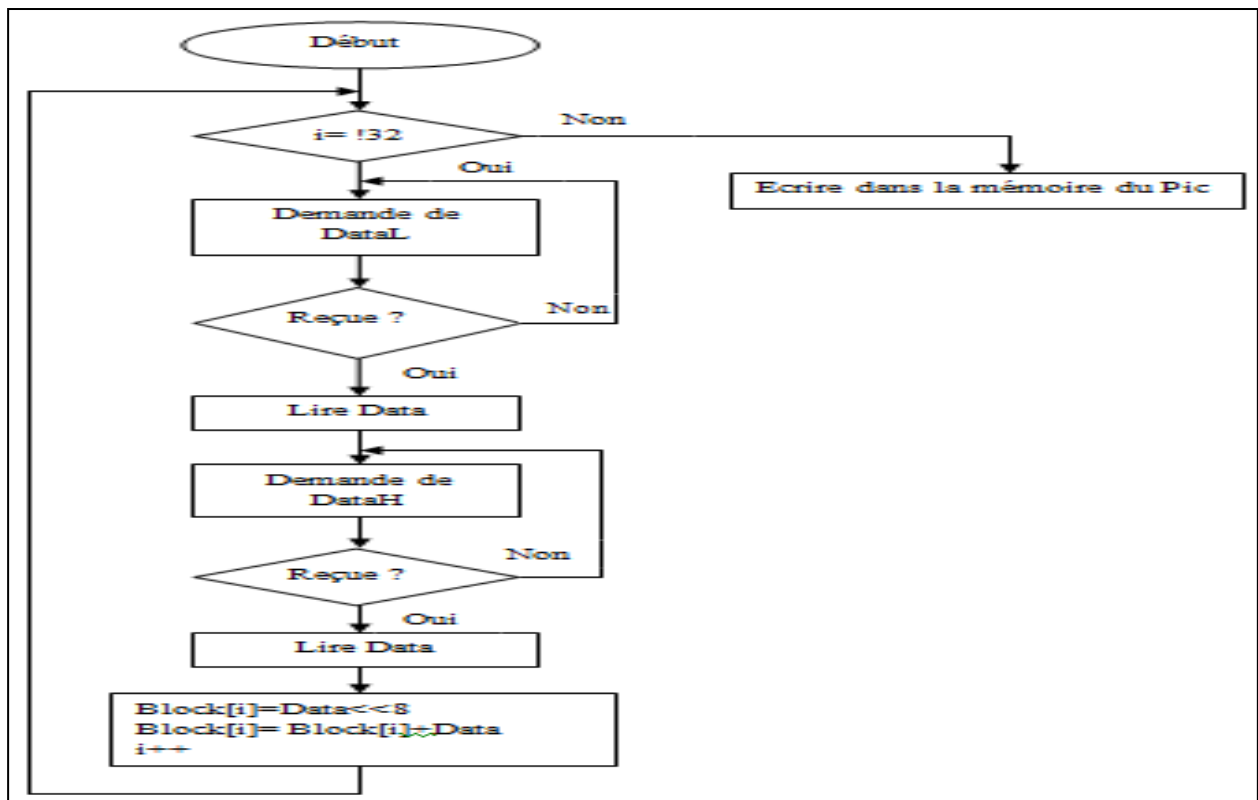 Début
i= !32
Non
Oui
Ecrire dans la mémoire du Pic
Demande de
DataL
Reçue ?
Non
Oui
Lire Data
Demande de
DataH
Non
Reçue ?
Oui
Lire Data
Block[i]=Data<<8
Block[i]= Block[i]+Data
i++